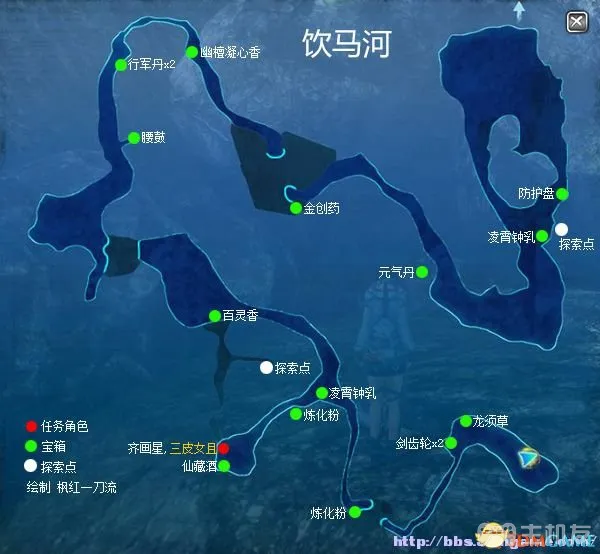 饮马河
幽檀凝心香
行军丹x2
腰鼓
防护盘
金创药
凌霄钟乳
探索点
元气丹
百灵香
探索点
凌霄钟乳
炼化粉
任务角色
宝箱
探索点
绘制 枫红一刀流
齐画星,三皮文且
仙藏酒
龙须草
剑齿轮x2
炼化粉